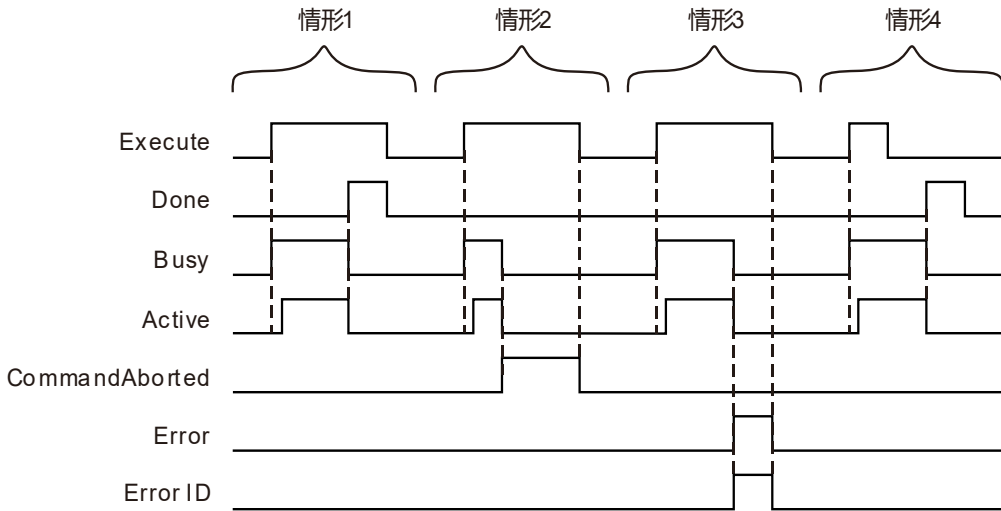 情形1 情形2 情形3 情形4
Execute
Done
Busy
Active
CommandAborted
Error
Error ID